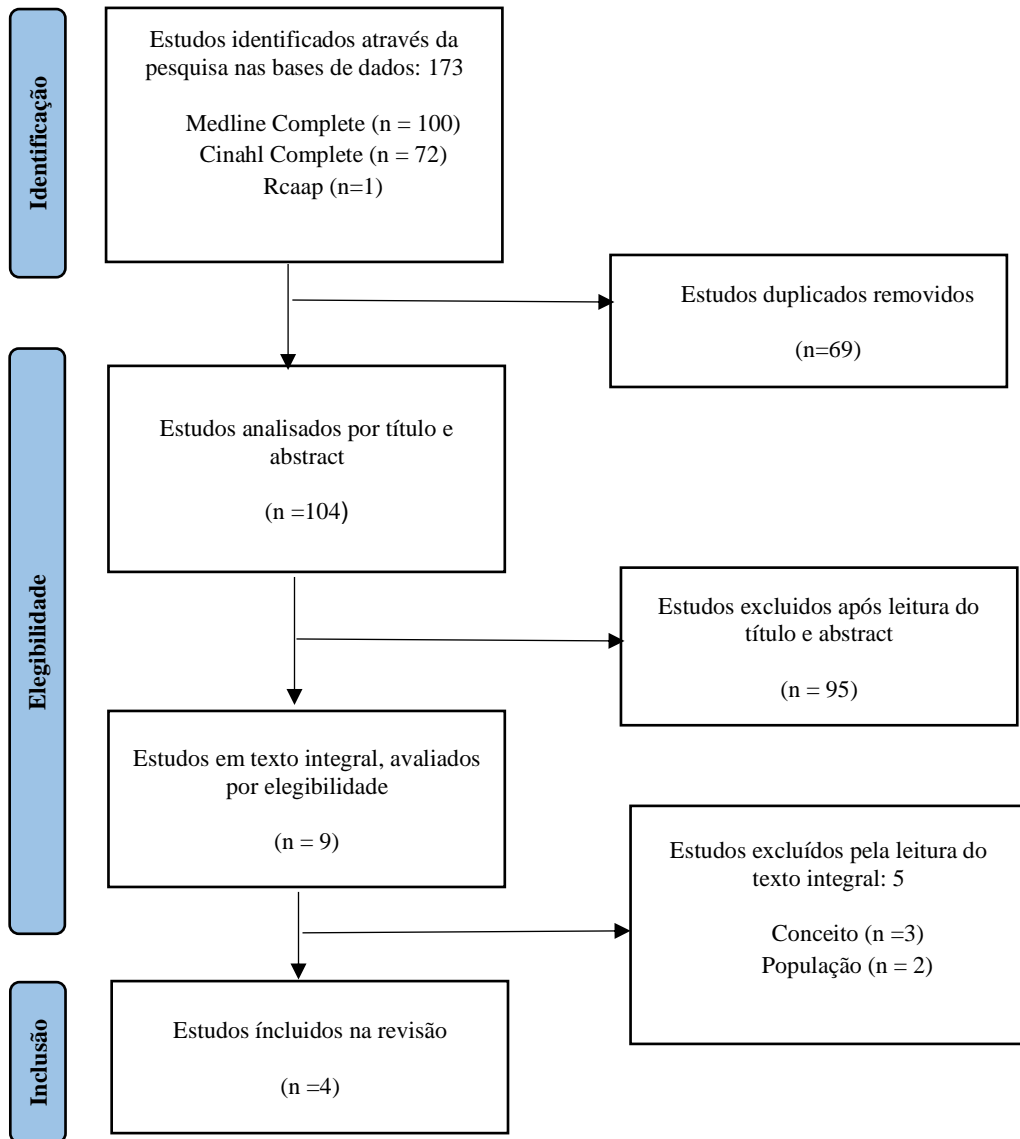 Identificação
Estudos identificados através da
pesquisa nas bases de dados: 173
Medline Complete (n = 100)
Cinahl Complete (n = 72)
Rcaap (n=1)
Estudos duplicados removidos
(n=69)
Elegibilidade
Estudos analisados por título e
abstract
(n =104)
Estudos excluidos após leitura do
título e abstract
(n = 95)
Estudos em texto integral, avaliados
por elegibilidade
(n = 9)
Estudos excluídos pela leitura do
texto integral: 5
Conceito (n =3)
População (n = 2)
Inclusão
Estudos íncluidos na revisão
(n =4)